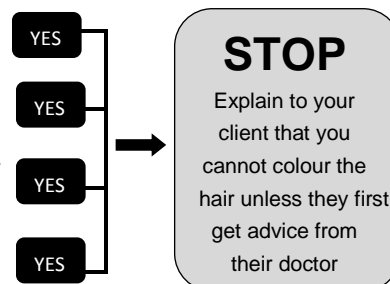 YES
YES
YES
YES
STOP
Explain to your
client that you
cannot colour the
hair unless they first
get advice from
their doctor